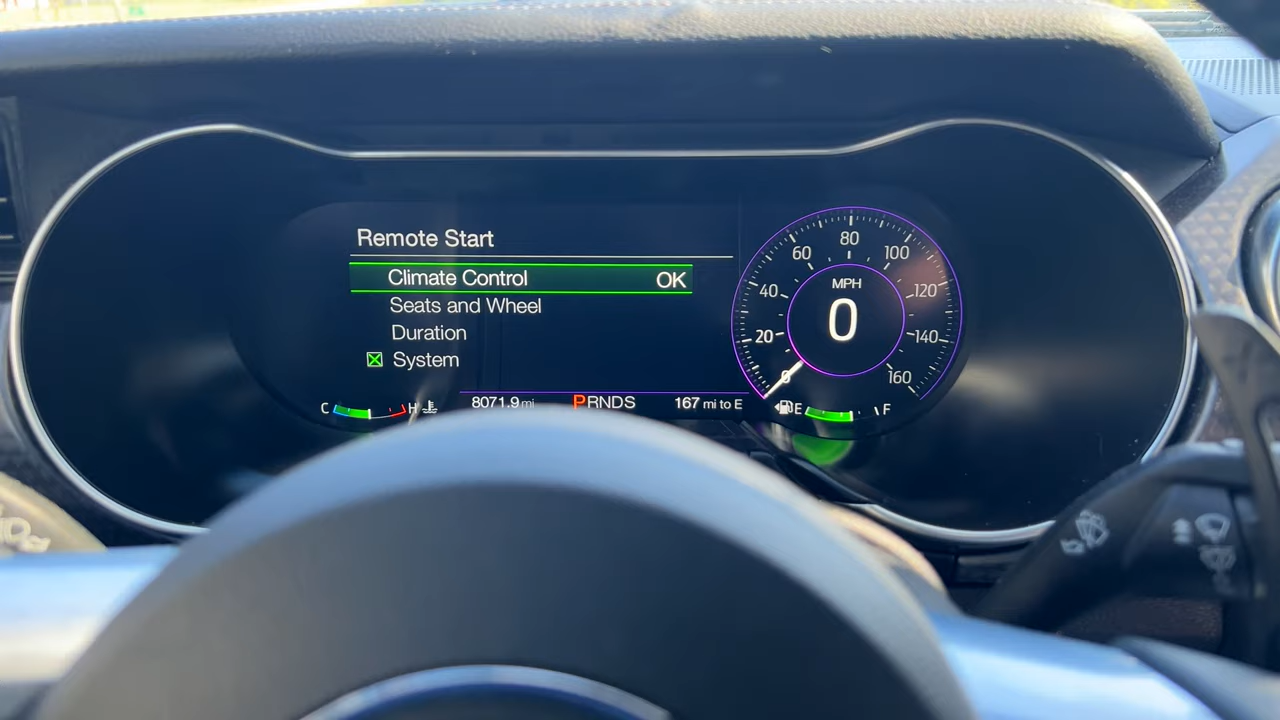 Remote Start
Climate Control OK
Seats and Wheel
Duration
System
C H
8071.9 mi PRNDS 167 mi to E
E F
MPH
0
0
20
40
60
80
100
120
140
160